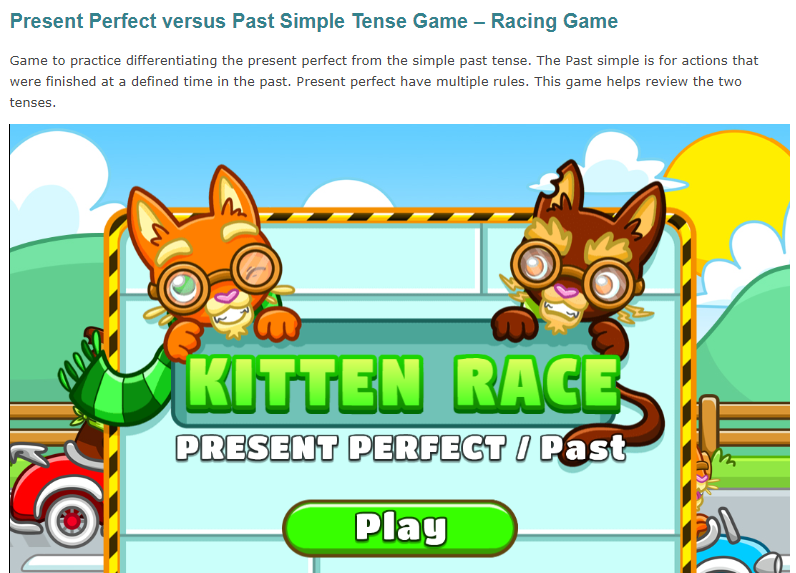 Present Perfect versus Past Simple Tense Game – Racing Game
Game to practice differentiating the present perfect from the simple past tense. The Past simple is for actions that
were finished at a defined time in the past. Present perfect have multiple rules. This game helps review the two
tenses.
KITTEN RACE
PRESENT PERFECT / Past
Play